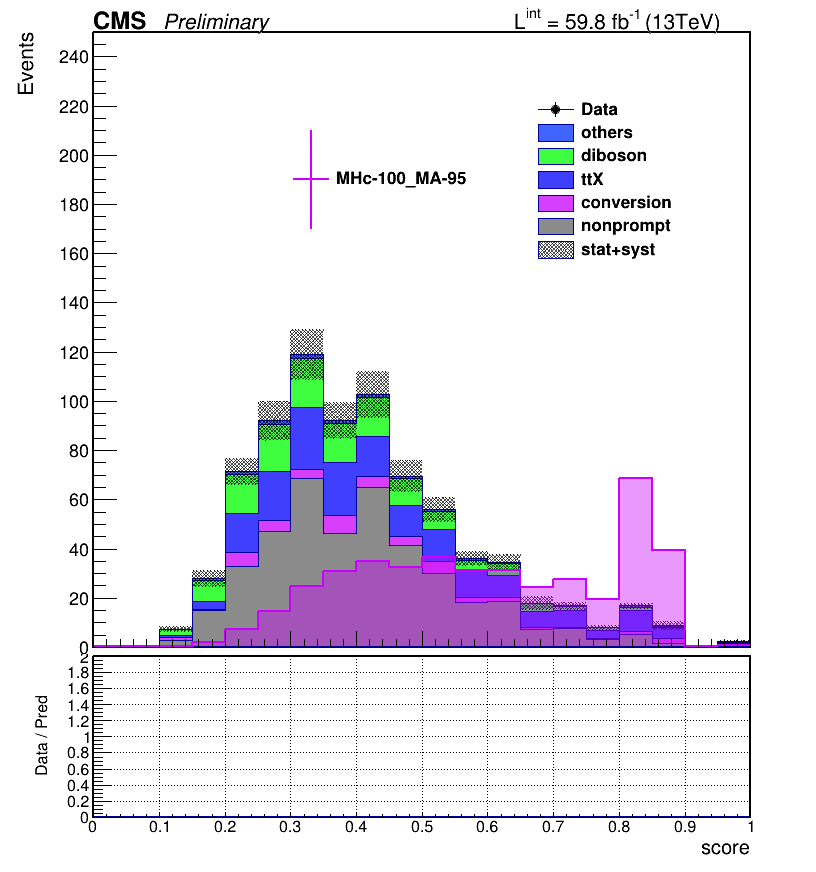 CMS Preliminary L^int = 59.8 fb^-1 (13TeV)
Events
240
220
200
180
160
140
120
100
80
60
40
20
0
Data
others
diboson
ttX
conversion
nonprompt
stat+syst
MHc-100_MA-95
Data / Pred
2
1.8
1.6
1.4
1.2
1
0.8
0.6
0.4
0.2
0
0 0.1 0.2 0.3 0.4 0.5 0.6 0.7 0.8 0.9 1
score